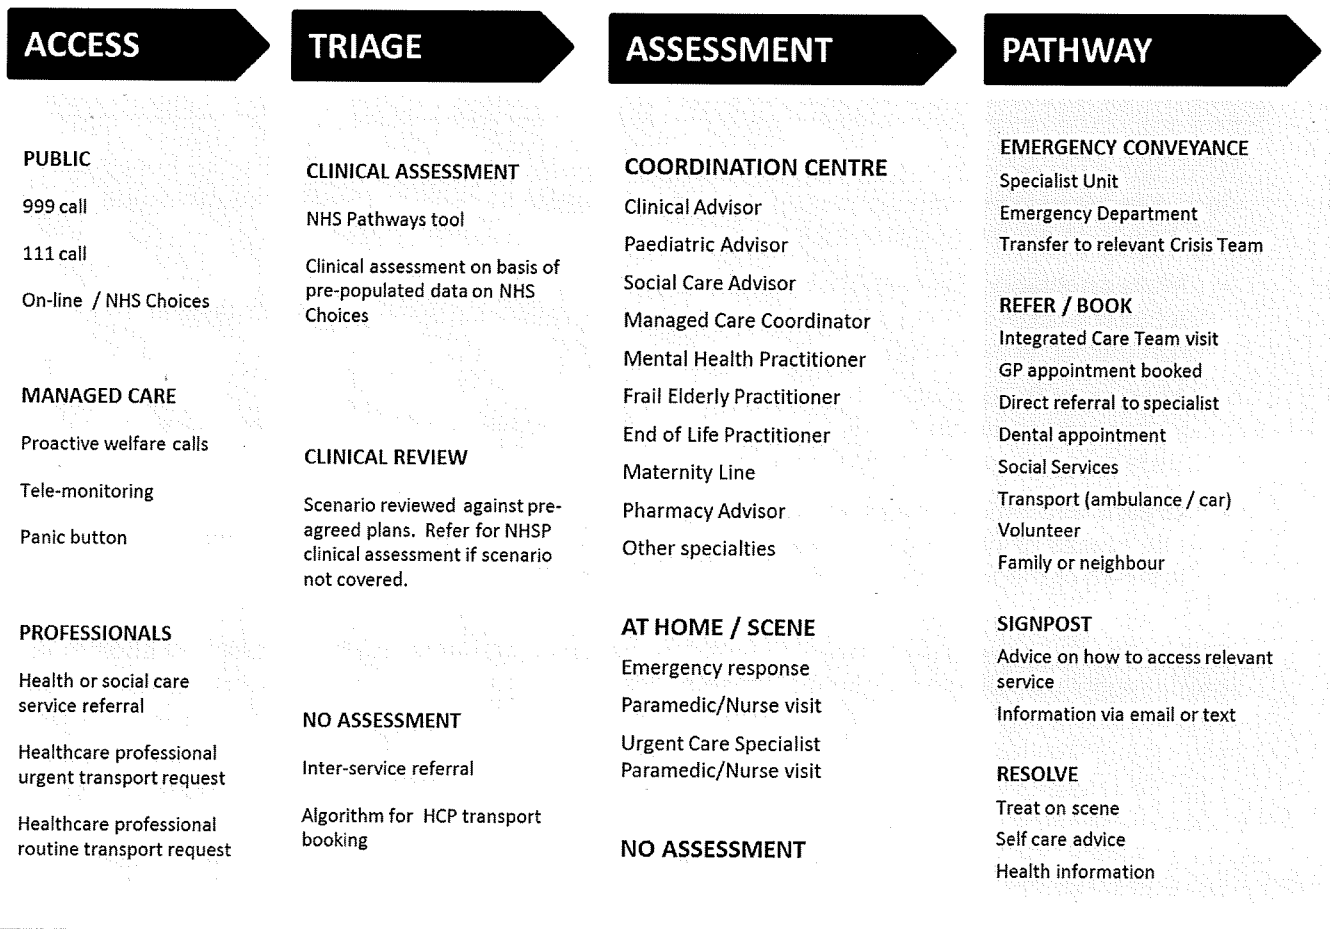 ACCESS
PUBLIC
999 call
111 call
On-line / NHS Choices
MANAGED CARE
Proactive welfare calls
Tele-monitoring
Panic button
PROFESSIONALS
Health or social care
service referral
Healthcare professional
urgent transport request
Healthcare professional
routine transport request
TRIAGE
CLINICAL ASSESSMENT
NHS Pathways tool
Clinical assessment on basis of
pre-populated data on NHS
Choices
CLINICAL REVIEW
Scenario reviewed against pre-
agreed plans. Refer for NHSP
clinical assessment if scenario
not covered.
NO ASSESSMENT
Inter-service referral
Algorithm for HCP transport
booking
ASSESSMENT
COORDINATION CENTRE
Clinical Advisor
Paediatric Advisor
Social Care Advisor
Managed Care Coordinator
Mental Health Practitioner
Frail Elderly Practitioner
End of Life Practitioner
Maternity Line
Pharmacy Advisor
Other specialties
AT HOME / SCENE
Emergency response
Paramedic/Nurse visit
Urgent Care Specialist
Paramedic/Nurse visit
NO ASSESSMENT
PATHWAY
EMERGENCY CONVEYANCE
Specialist Unit
Emergency Department
Transfer to relevant Crisis Team
REFER / BOOK
Integrated Care Team visit
GP appointment booked
Direct referral to specialist
Dental appointment
Social Services
Transport (ambulance / car)
Volunteer
Family or neighbour
SIGNPOST
Advice on how to access relevant
service
Information via email or text
RESOLVE
Treat on scene
Self care advice
Health information